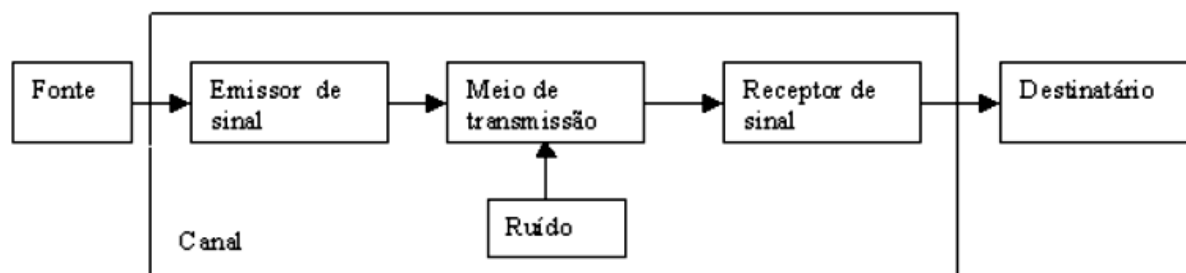 Fonte
Emissor de
sinal
Meio de
transmissão
Receptor de
sinal
Destinatário
Ruído
Canal